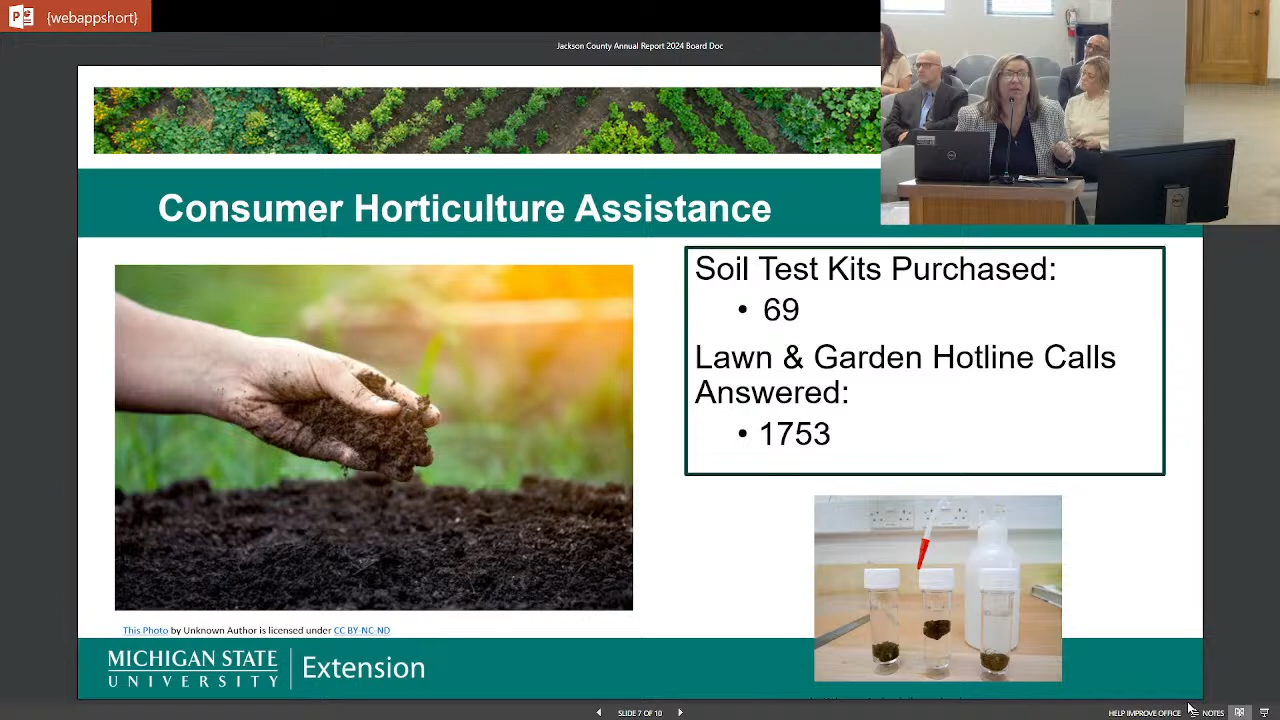 {webappshort}
Jackson County Annual Report 2024 Board Doc
Consumer Horticulture Assistance
Soil Test Kits Purchased:
• 69
Lawn & Garden Hotline Calls
Answered:
• 1753
This Photo by Unknown Author is licensed under CC BY-NC-ND
MICHIGAN STATE
UNIVERSITY
Extension
SLIDE 7 OF 10
HELP IMPROVE OFFICE
NOTES